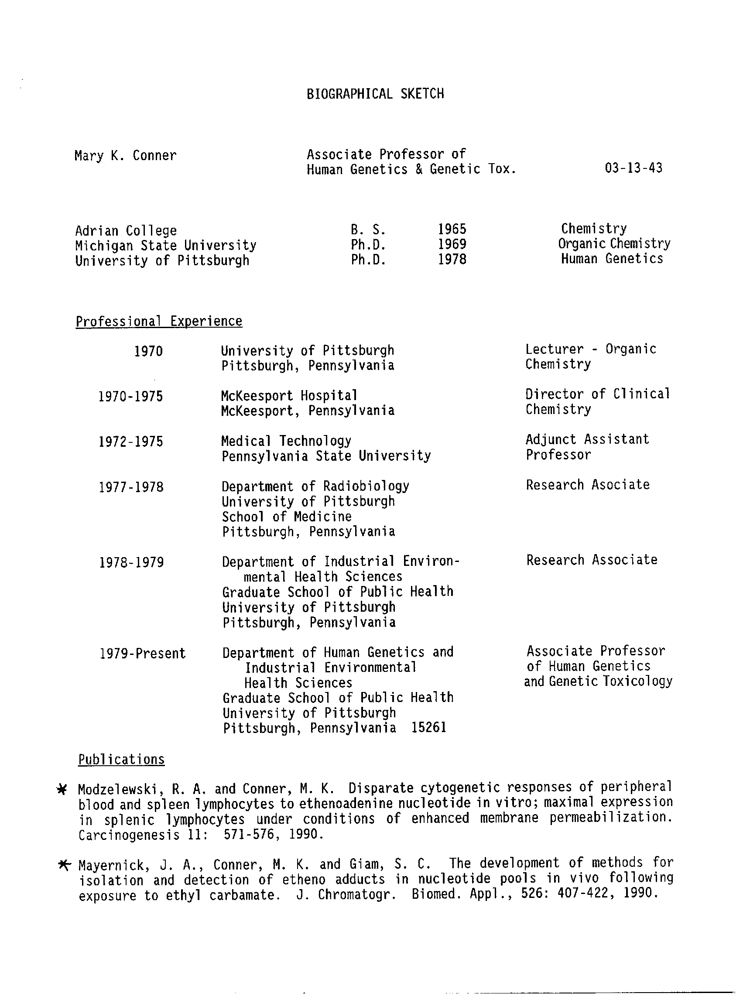 BIOGRAPHICAL SKETCH
Mary K. Conner Associate Professor of
Human Genetics & Genetic Tox. 03-13-43
Adrian College B. S. 1965 Chemistry
Michigan State University Ph.D. 1969 Organic Chemistry
University of Pittsburgh Ph.D. 1978 Human Genetics
Professional Experience
1970 University of Pittsburgh Lecturer - Organic
Pittsburgh, Pennsylvania Chemistry
1970-1975 McKeesport Hospital Director of Clinical
McKeesport, Pennsylvania Chemistry
1972-1975 Medical Technology Adjunct Assistant
Pennsylvania State University Professor
1977-1978 Department of Radiobiology Research Asociate
University of Pittsburgh
School of Medicine
Pittsburgh, Pennsylvania
1978-1979 Department of Industrial Environ- Research Associate
mental Health Sciences
Graduate School of Public Health
University of Pittsburgh
Pittsburgh, Pennsylvania
1979-Present Department of Human Genetics and Associate Professor
Industrial Environmental of Human Genetics
Health Sciences and Genetic Toxicology
Graduate School of Public Health
University of Pittsburgh
Pittsburgh, Pennsylvania 15261
Publications
* Modzelewski, R. A. and Conner, M. K. Disparate cytogenetic responses of peripheral
blood and spleen lymphocytes to ethenoadenine nucleotide in vitro; maximal expression
in splenic lymphocytes under conditions of enhanced membrane permeabilization.
Carcinogenesis 11: 571-576, 1990.
* Mayernick, J. A., Conner, M. K. and Giam, S. C. The development of methods for
isolation and detection of etheno adducts in nucleotide pools in vivo following
exposure to ethyl carbamate. J. Chromatogr. Biomed. Appl., 526: 407-422, 1990.